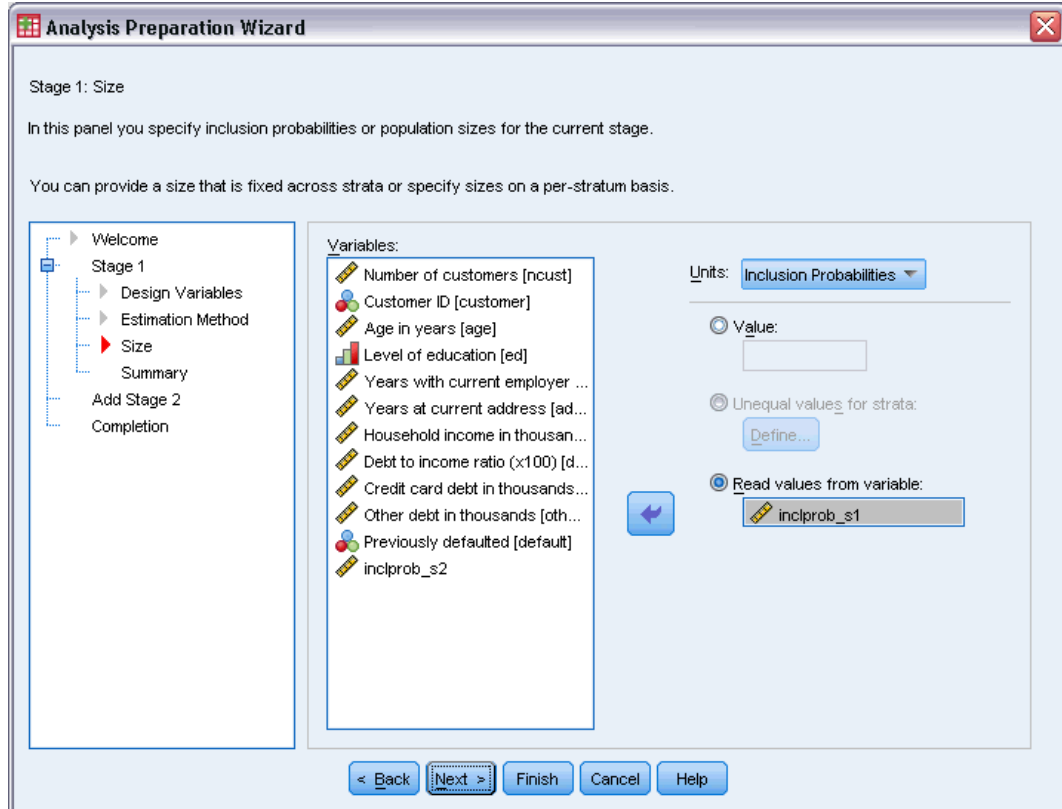 Analysis Preparation Wizard
Stage 1: Size
In this panel you specify inclusion probabilities or population sizes for the current stage.
You can provide a size that is fixed across strata or specify sizes on a per-stratum basis.
Welcome
Stage 1
Design Variables
Estimation Method
Size
Summary
Add Stage 2
Completion
Variables:
Number of customers [ncust]
Customer ID [customer]
Age in years [age]
Level of education [ed]
Years with current employer ...
Years at current address [ad...
Household income in thousan...
Debt to income ratio (x100) [d...
Credit card debt in thousands...
Other debt in thousands [oth...
Previously defaulted [default]
inclprob_s2
Units: Inclusion Probabilities
Value:
Unequal values for strata:
Define...
Read values from variable:
inclprob_s1
< Back Next > Finish Cancel Help